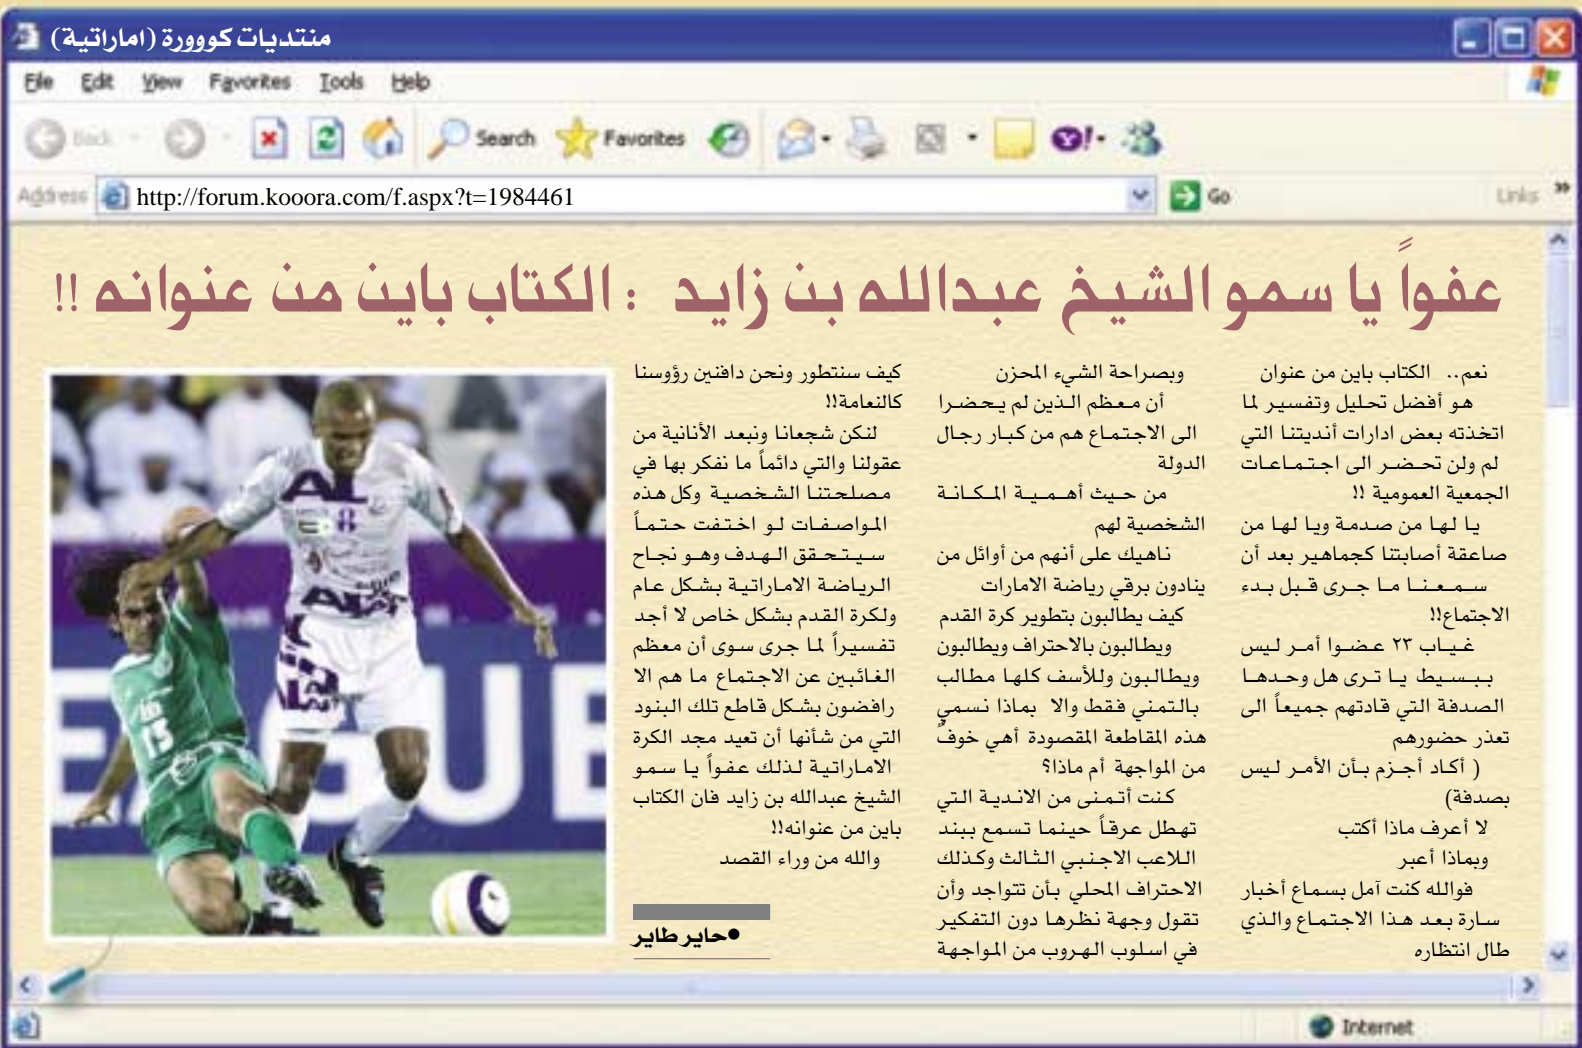 منتديات كووورة (اماراتية)
File Edit View Favorites Tools Help
Back Search Favorites
Address http://forum.kooora.com/f.aspx?t=1984461 Go Links
عفواً يا سمو الشيخ عبدالله بن زايد : الكتاب باين من عنوانه !!
نعم.. الكتاب باين من عنوان
هو أفضل تحليل وتفسير لما
اتخذته بعض ادارات أنديتنا التي
لم ولن تحضر الى اجتماعات
الجمعية العمومية !!
يا لها من صدمة ويا لها من
صاعقة أصابتنا كجماهير بعد أن
سمعنا ما جرى قبل بدء
الاجتماع!!
غياب ٢٣ عضوا أمر ليس
ببسيط يا ترى هل وحدها
الصدفة التي قادتهم جميعاً الى
تعذر حضورهم
( أكاد أجزم بأن الأمر ليس
بصدفة)
لا أعرف ماذا أكتب
وبماذا أعبر
فوالله كنت آمل بسماع أخبار
سارة بعد هذا الاجتماع والذي
طال انتظاره
وبصراحة الشيء المحزن
أن معظم الذين لم يحضرا
الى الاجتماع هم من كبار رجال
الدولة
من حيث أهمية المكانة
الشخصية لهم
ناهيك على أنهم من أوائل من
ينادون برقي رياضة الامارات
كيف يطالبون بتطوير كرة القدم
ويطالبون بالاحتراف ويطالبون
ويطالبون وللأسف كلها مطالب
بالتمني فقط والا بماذا نسمي
هذه المقاطعة المقصودة أهي خوفٌ
من المواجهة أم ماذا؟
كنت أتمنى من الاندية التي
تهطل عرقاً حينما تسمع ببند
اللاعب الاجنبي الثالث وكذلك
الاحتراف المحلي بأن تتواجد وأن
تقول وجهة نظرها دون التفكير
في اسلوب الهروب من المواجهة
كيف سنتطور ونحن دافنين رؤوسنا
كالنعامة!!
لنكن شجعانا ونبعد الأنانية من
عقولنا والتي دائماً ما نفكر بها في
مصلحتنا الشخصية وكل هذه
المواصفات لو اختفت حتماً
سيتحقق الهدف وهو نجاح
الرياضة الاماراتية بشكل عام
ولكرة القدم بشكل خاص لا أجد
تفسيراً لما جرى سوى أن معظم
الغائبين عن الاجتماع ما هم الا
رافضون بشكل قاطع تلك البنود
التي من شأنها أن تعيد مجد الكرة
الاماراتية لذلك عفواً يا سمو
الشيخ عبدالله بن زايد فان الكتاب
باين من عنوانه!!
والله من وراء القصد
●حاير طاير
8
13
EAGUE
Internet